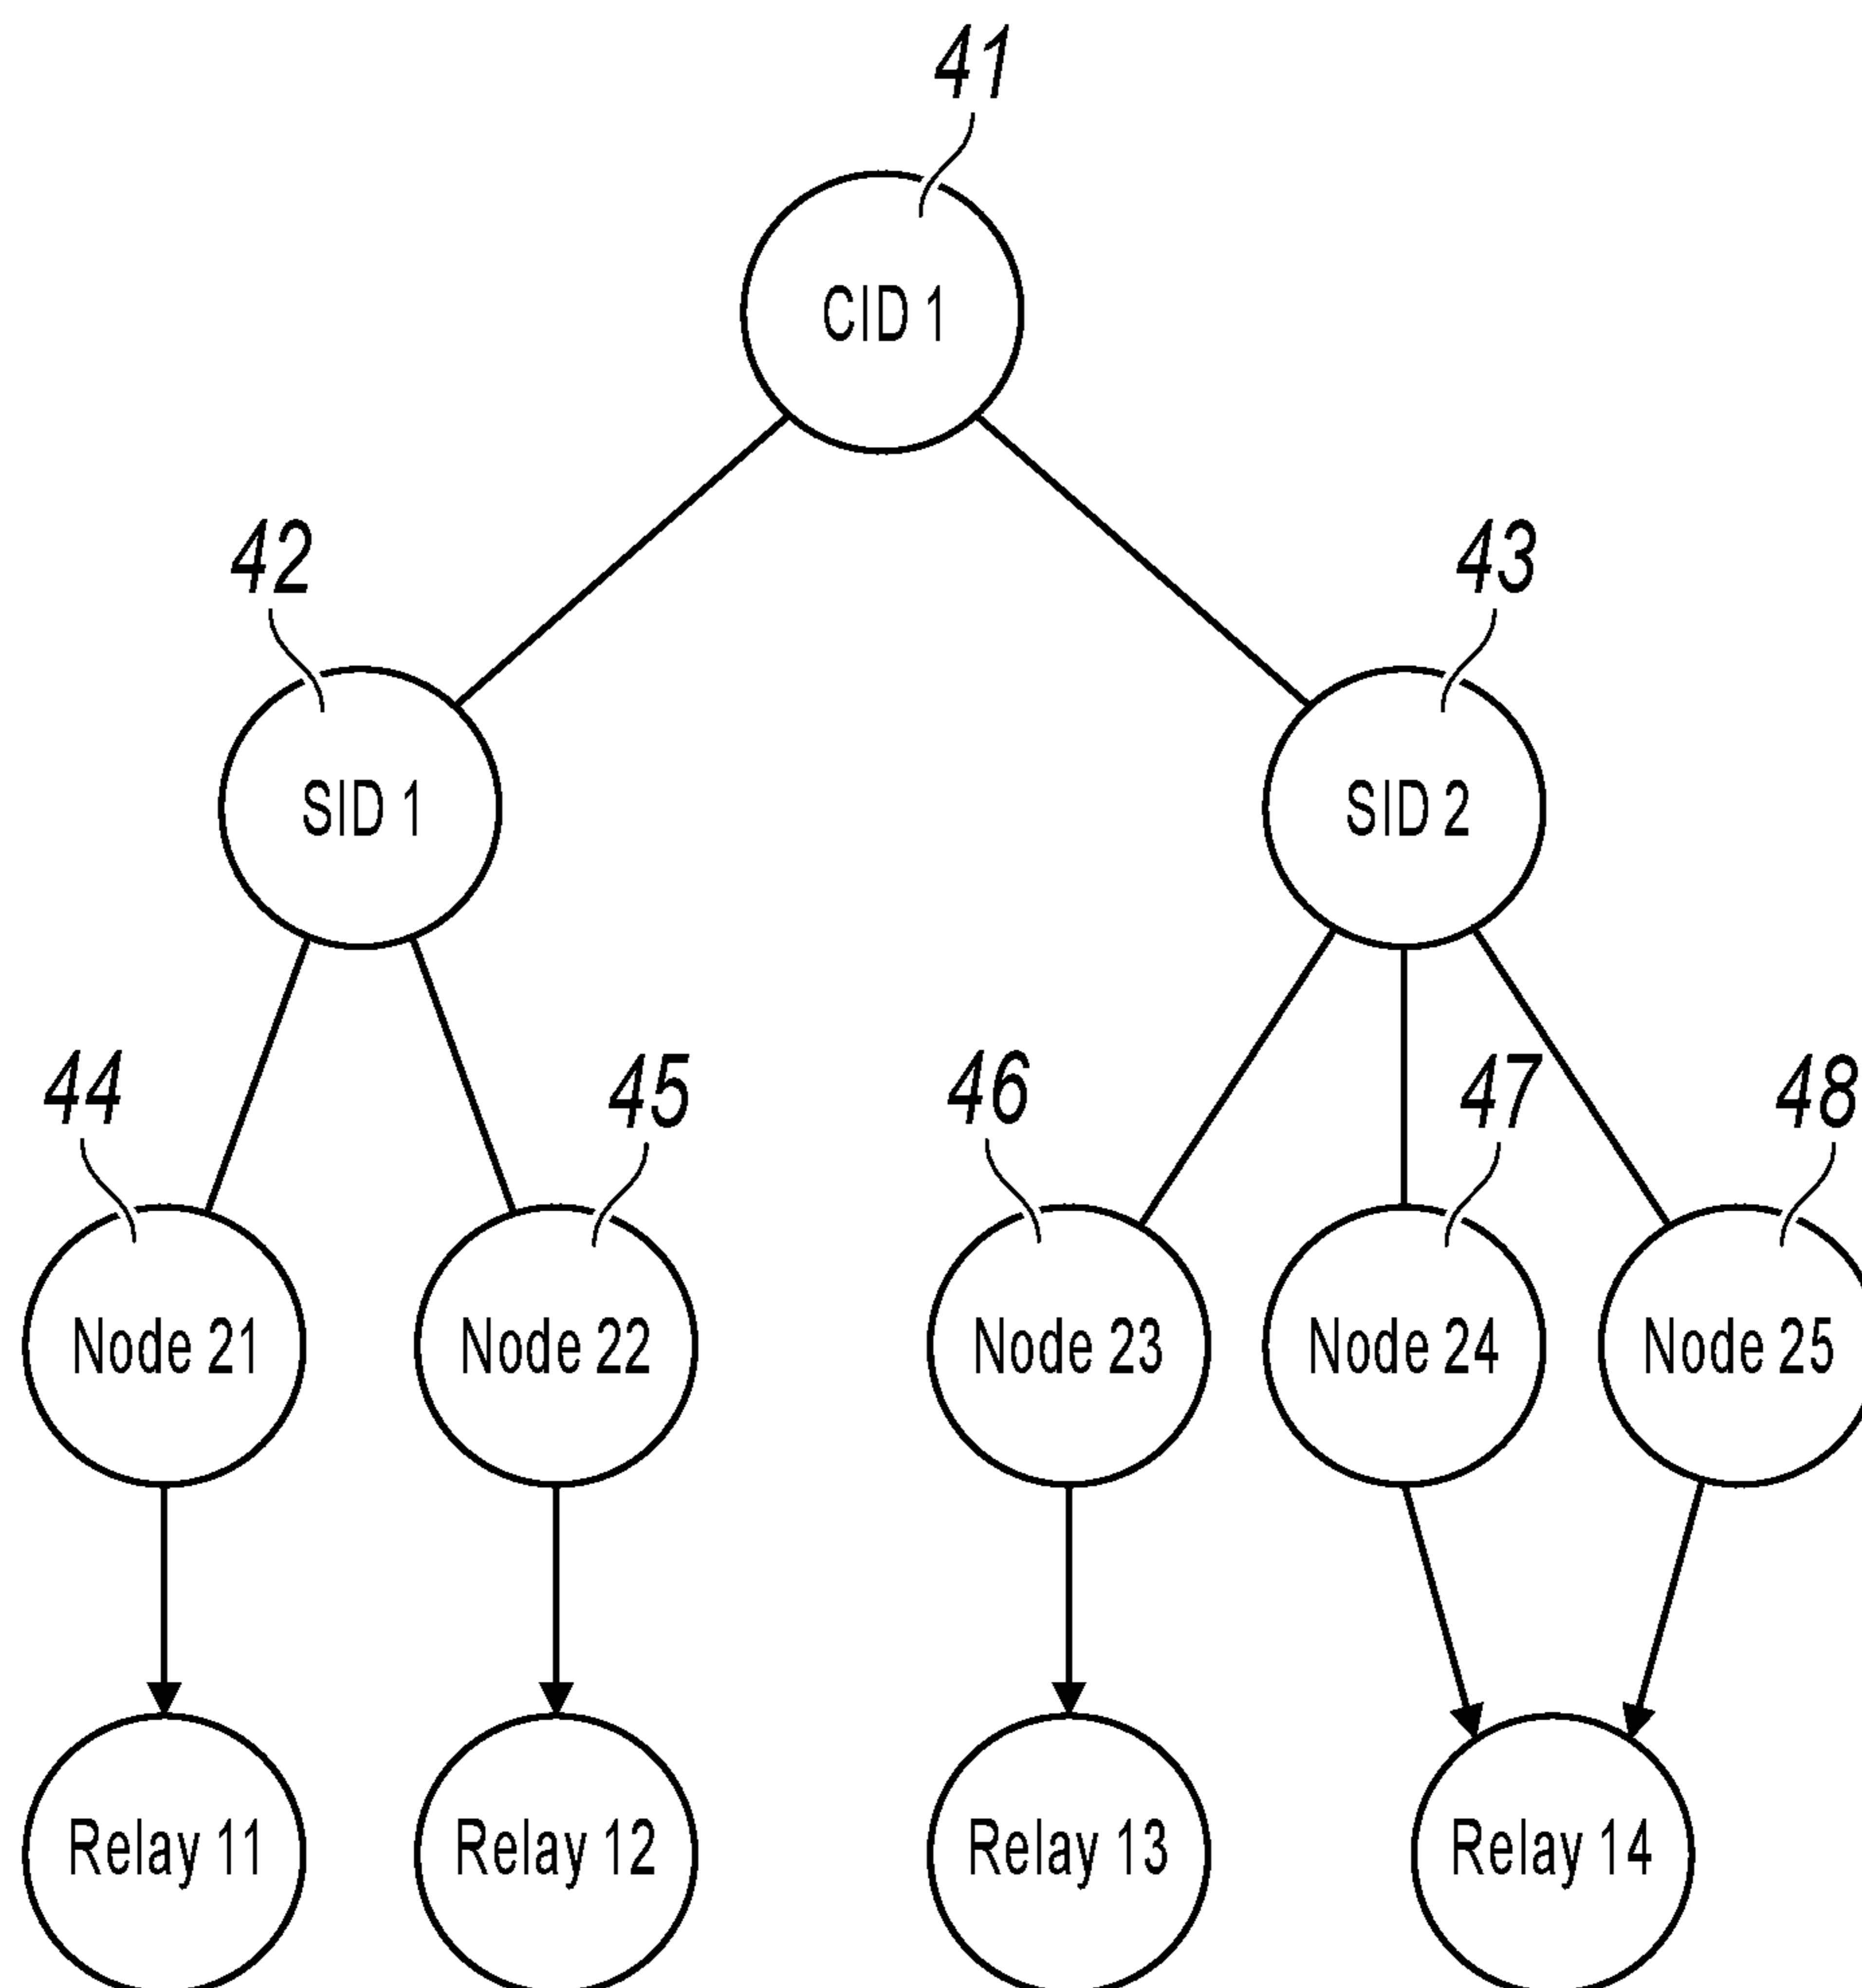 41
CID 1
42
43
SID 1
SID 2
44
45
46
47
48
Node 21
Node 22
Node 23
Node 24
Node 25
Relay 11
Relay 12
Relay 13
Relay 14